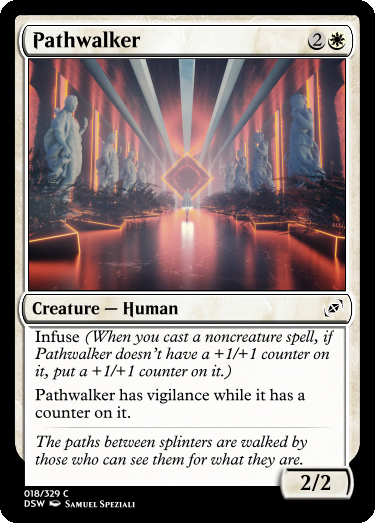 Pathwalker 2
Creature — Human
Infuse (When you cast a noncreature spell, if
Pathwalker doesn't have a +1/+1 counter on
it, put a +1/+1 counter on it.)
Pathwalker has vigilance while it has a
counter on it.
The paths between splinters are walked by
those who can see them for what they are.
2/2
018/329 C
DSW Samuel Speziali